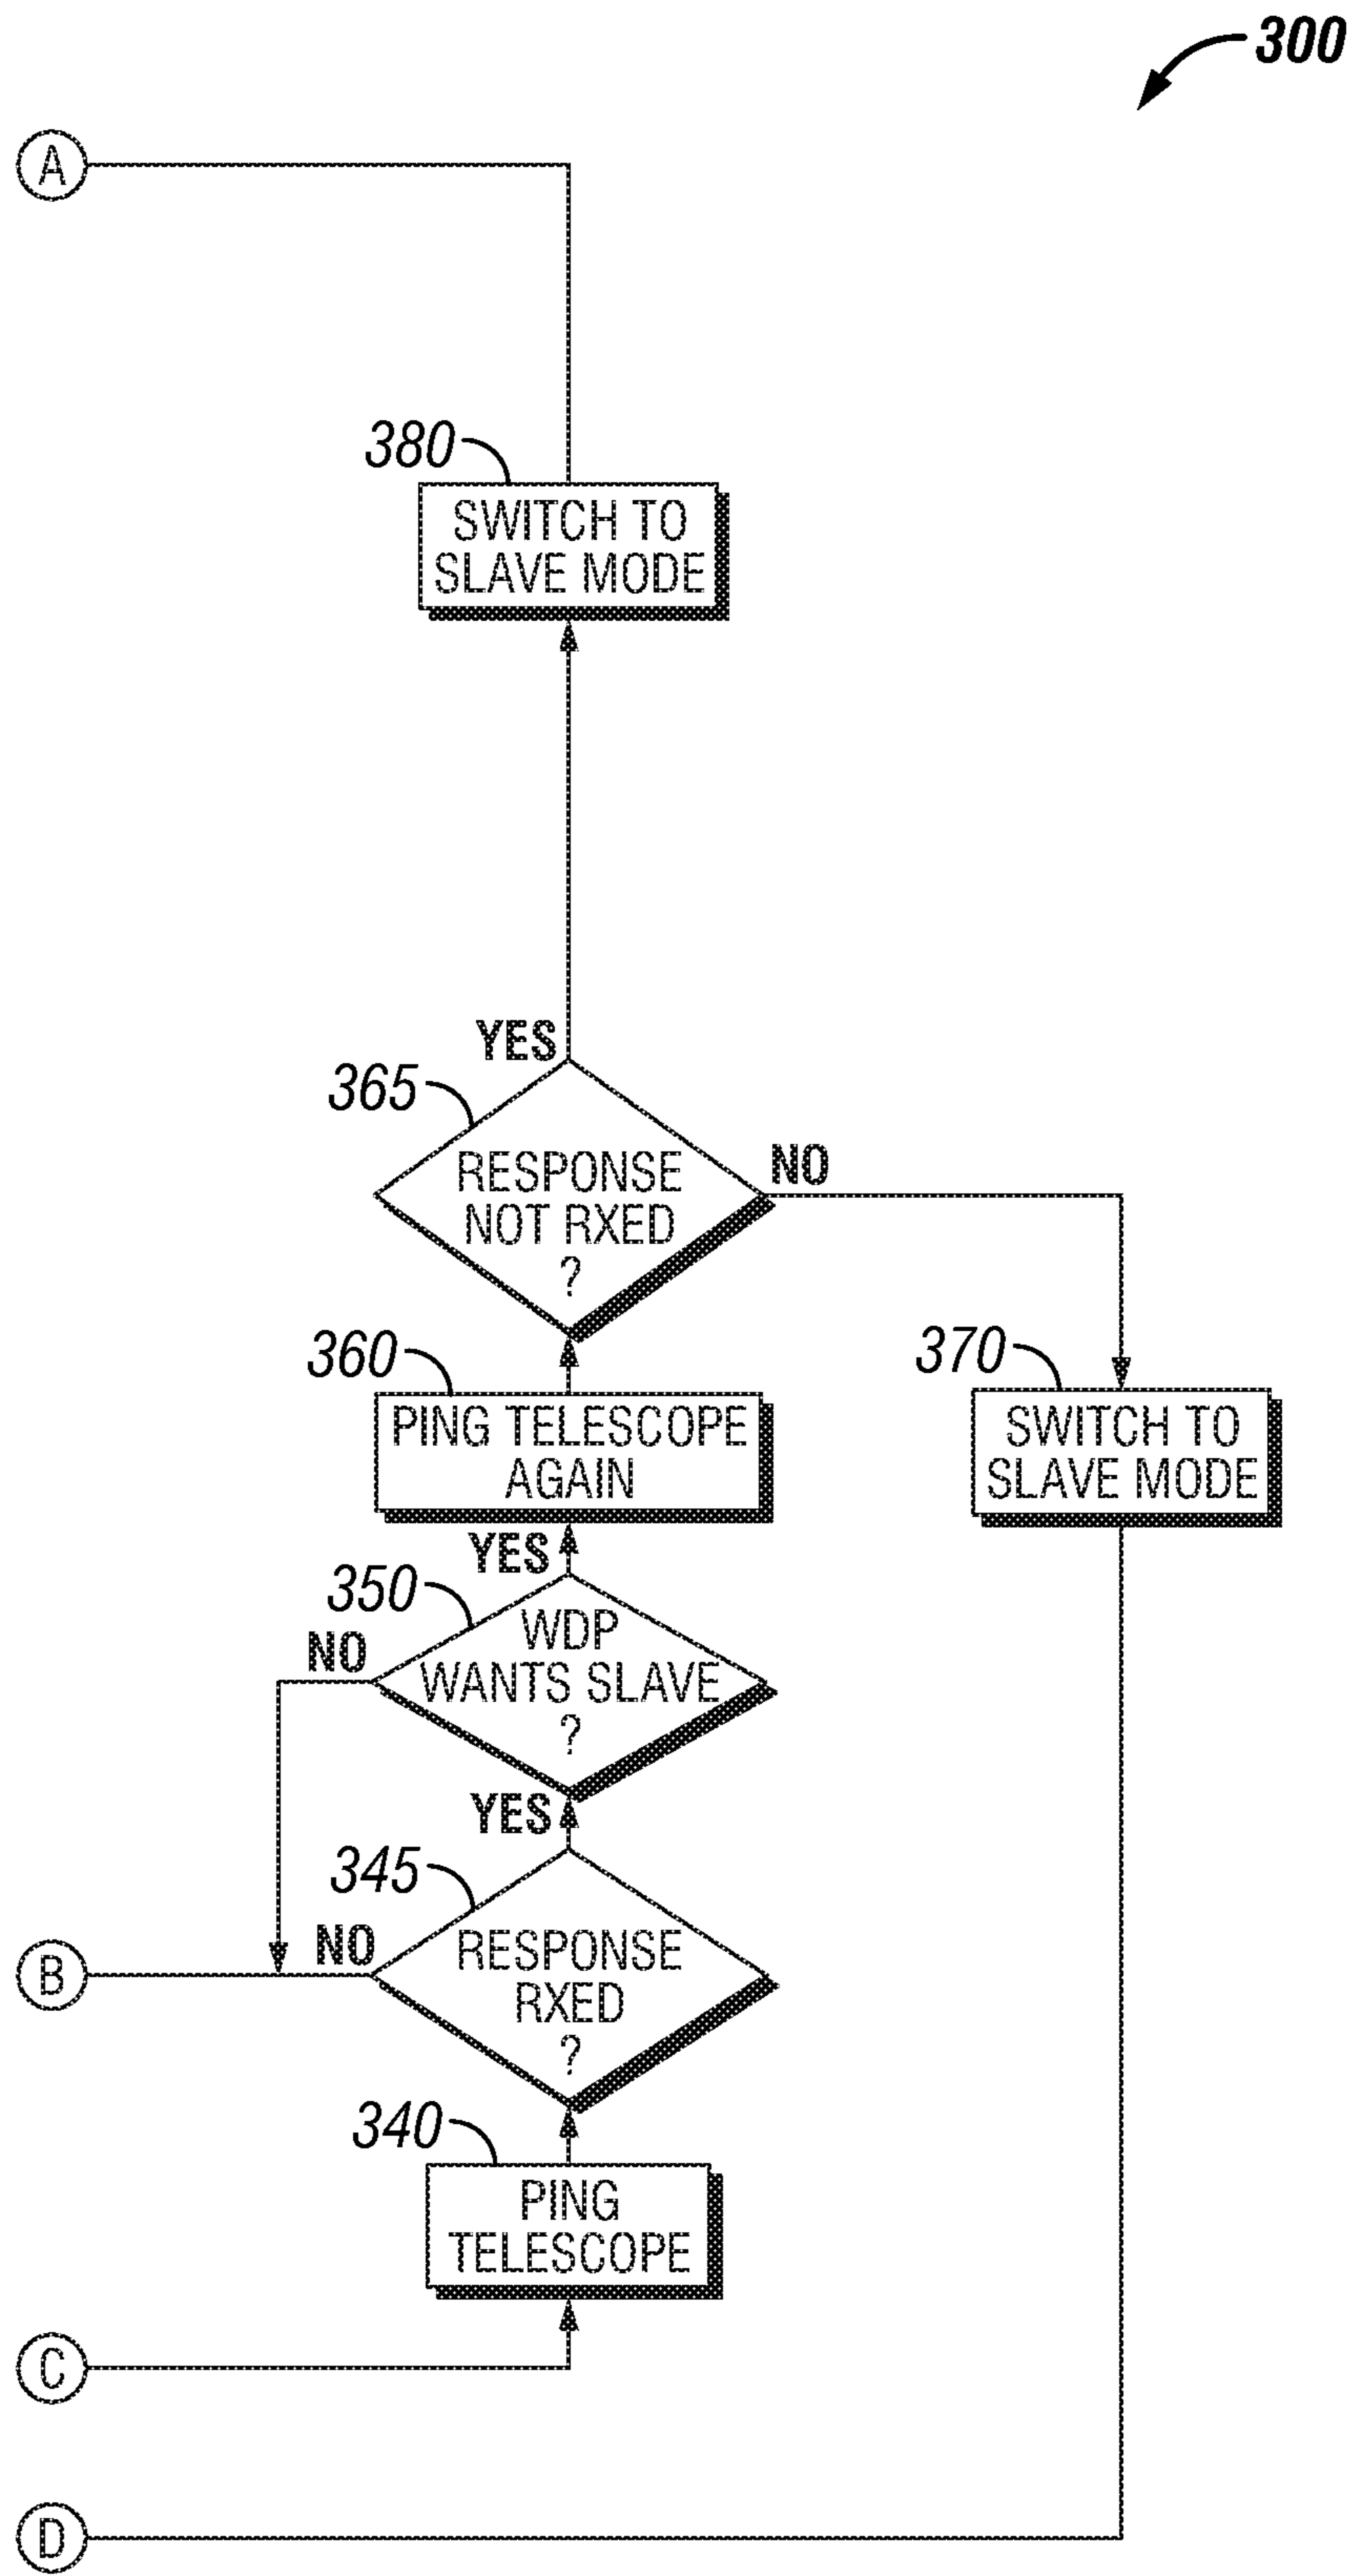 300
A
380
SWITCH TO
SLAVE MODE
YES
365
RESPONSE
NOT RXED
?
NO
360
PING TELESCOPE
AGAIN
370
SWITCH TO
SLAVE MODE
YES
350
WDP
WANTS SLAVE
?
NO
YES
345
RESPONSE
RXED
?
NO
B
340
PING
TELESCOPE
C
D